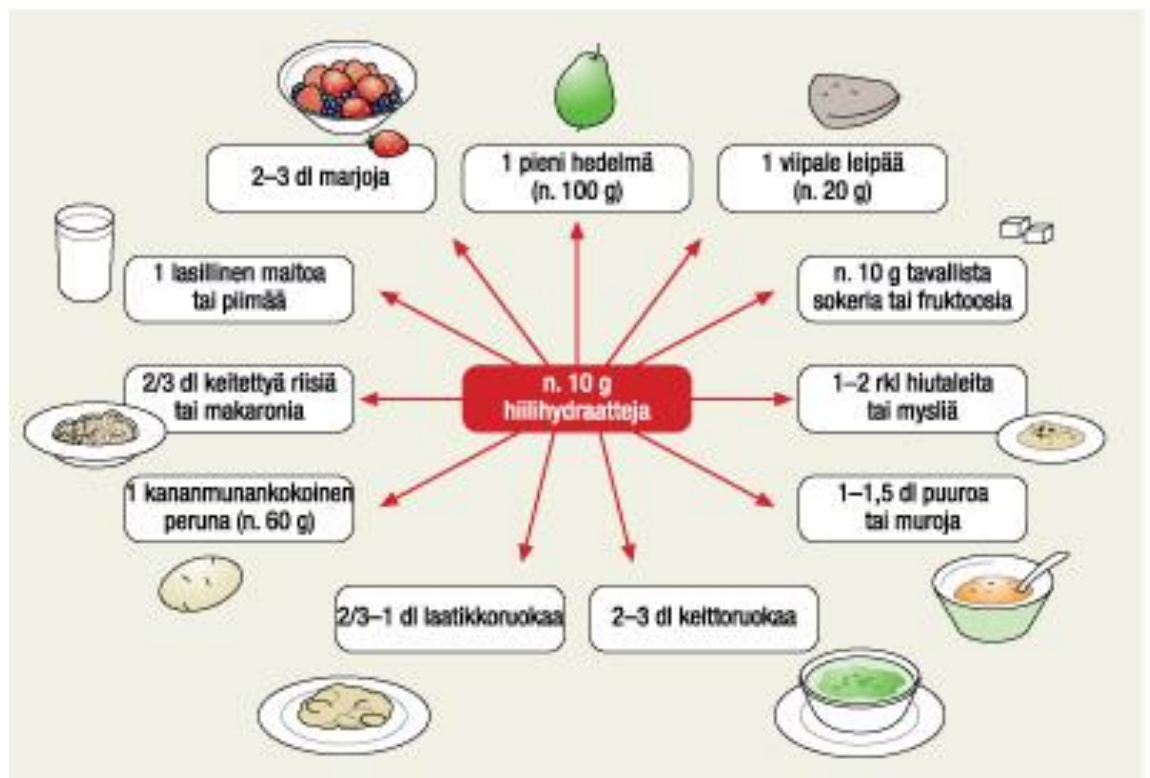 2–3 dl marjoja
1 pieni hedelmä
(n. 100 g)
1 viipale leipää
(n. 20 g)
1 lasillinen maitoa
tai piimää
n. 10 g tavallista
sokeria tai fruktoosia
2/3 dl keitettyä riisiä
tai makaronia
n. 10 g
hiilihydraatteja
1–2 rkl hiutaleita
tai mysliä
1 kananmunankokoinen
peruna (n. 60 g)
1–1,5 dl puuroa
tai muroja
2/3–1 dl laatikkoruokaa
2–3 dl keittoruokaa